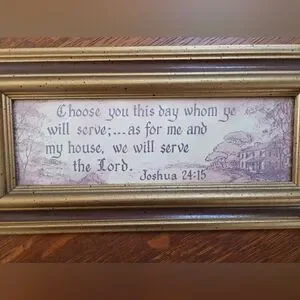 Choose you this day whom ye
will serve;...as for me and
my house, we will serve
the Lord.
Joshua 24:15